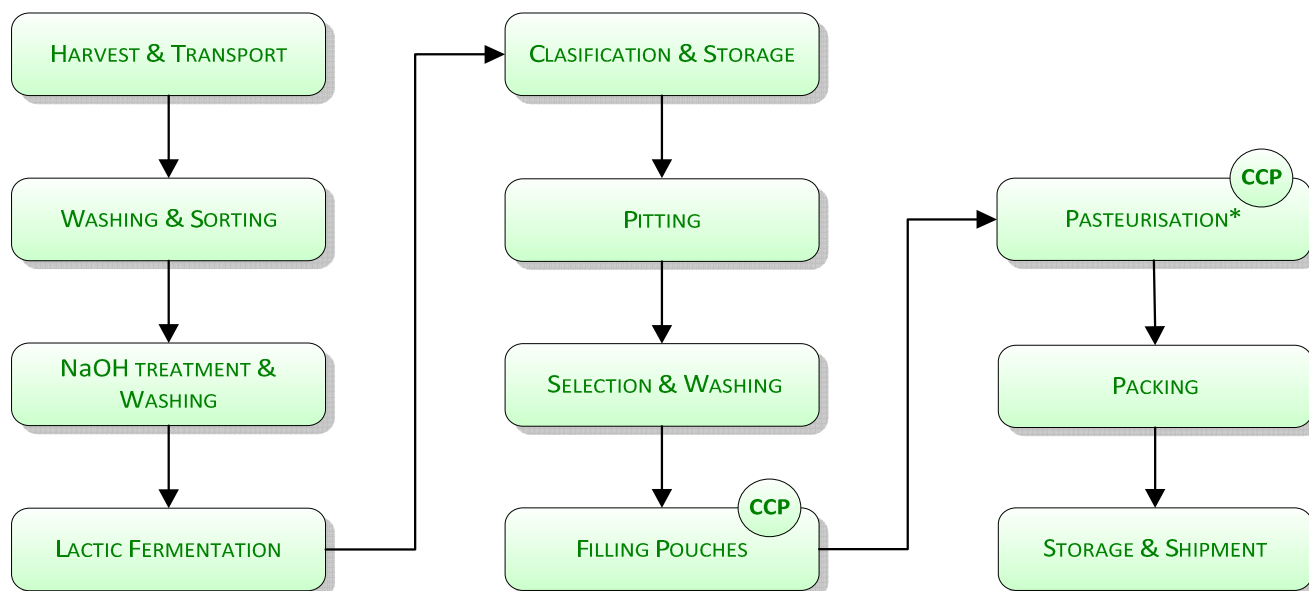 HARVEST & TRANSPORT
WASHING & SORTING
NaOH TREATMENT &
WASHING
LACTIC FERMENTATION
CLASIFICATION & STORAGE
PITTING
SELECTION & WASHING
CCP
FILLING POUCHES
CCP
PASTEURISATION*
PACKING
STORAGE & SHIPMENT